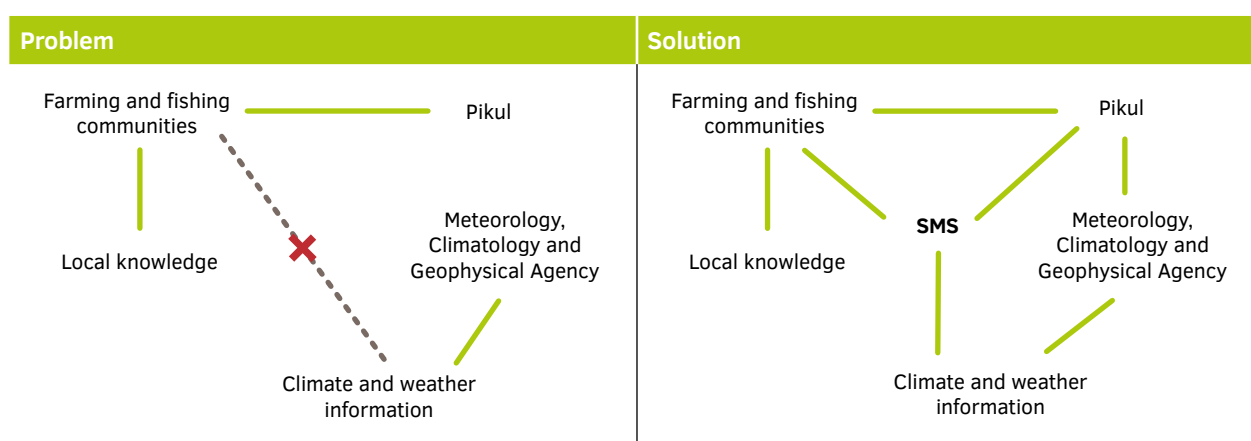 Problem
Farming and fishing
communities
Pikul
Local knowledge
Meteorology,
Climatology and
Geophysical Agency
Climate and weather
information
Solution
Farming and fishing
communities
Pikul
SMS
Local knowledge
Meteorology,
Climatology and
Geophysical Agency
Climate and weather
information